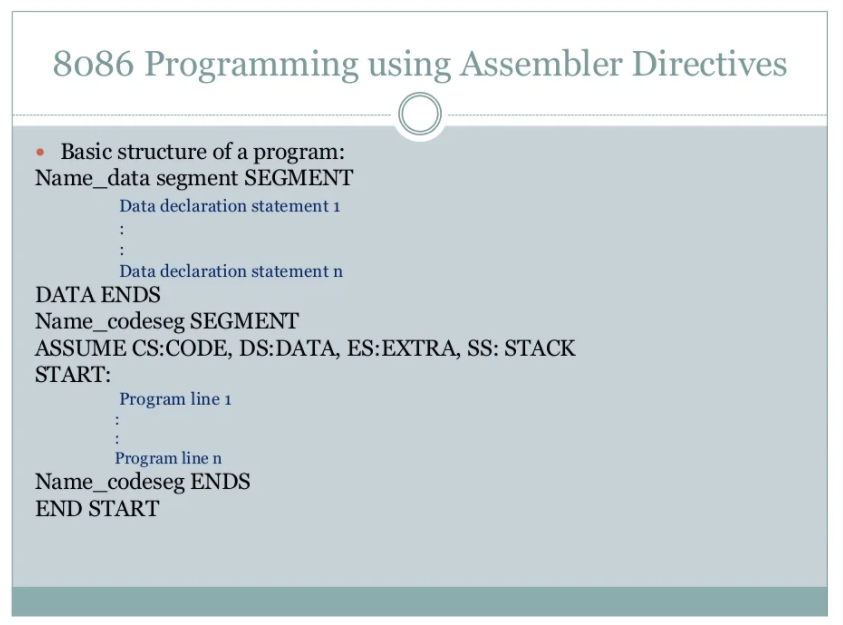 8086 Programming using Assembler Directives
• Basic structure of a program:
Name_data segment SEGMENT
Data declaration statement 1
:
:
Data declaration statement n
DATA ENDS
Name_codeseg SEGMENT
ASSUME CS:CODE, DS:DATA, ES:EXTRA, SS: STACK
START:
Program line 1
:
:
Program line n
Name_codeseg ENDS
END START